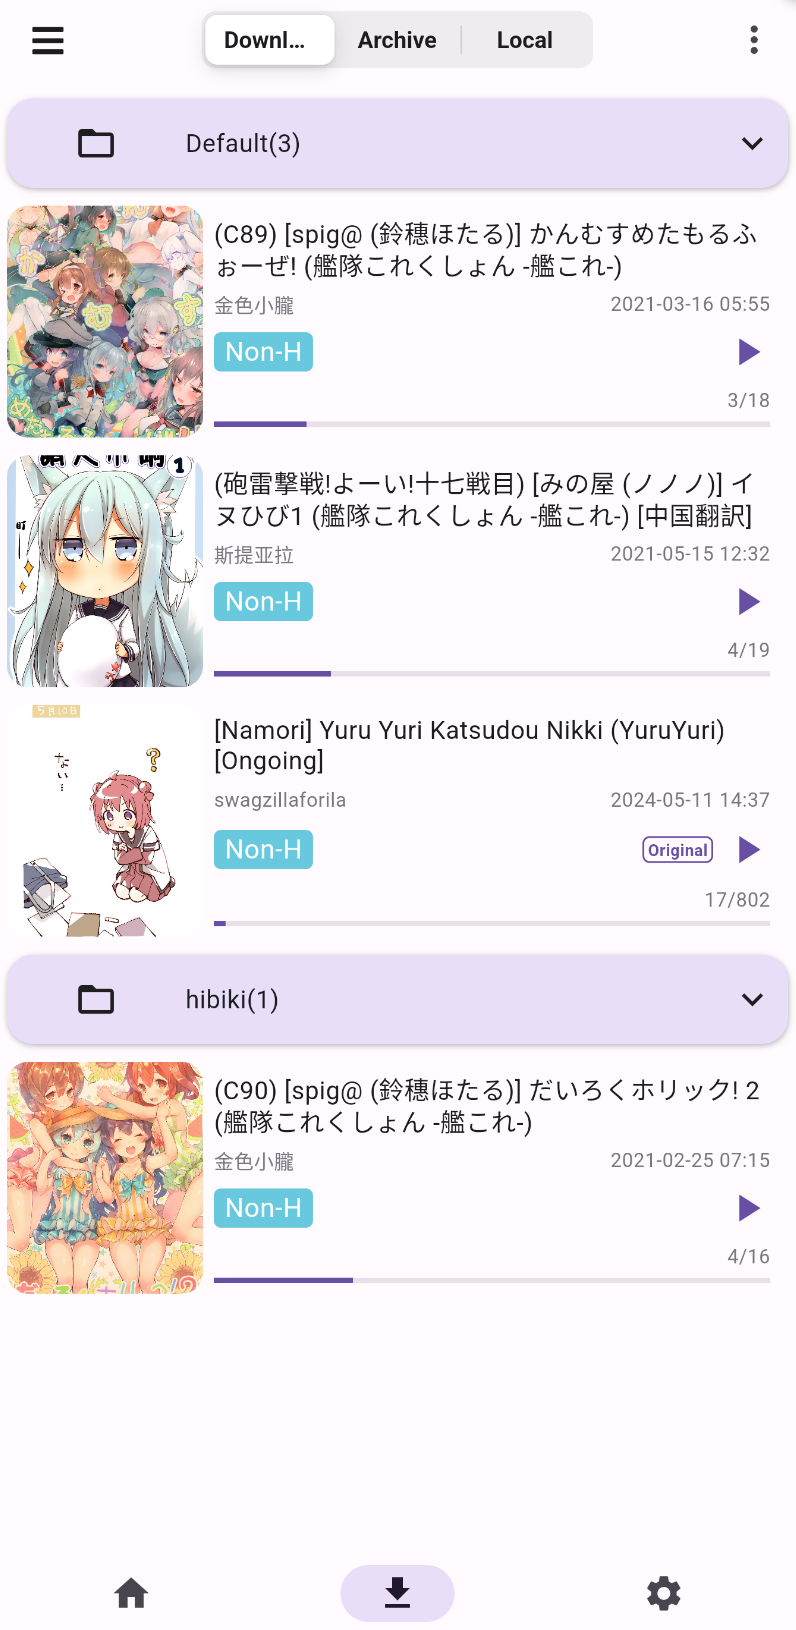 Downl...
Archive
Local
Default(3)
(C89) [spig@ (鈴穂ほたる)] かんむすめたもるふ
ぉーぜ! (艦隊これくしょん -艦これ-)
金色小朧
2021-03-16 05:55
Non-H
3/18
1
(砲雷撃戦!よーい!十七戦目) [みの屋 (ノノノ)] イ
ヌひび1 (艦隊これくしょん -艦これ-) [中国翻訳]
斯提亚拉
2021-05-15 12:32
Non-H
4/19
ない…
?
[Namori] Yuru Yuri Katsudou Nikki (YuruYuri)
[Ongoing]
swagzillaforila
2024-05-11 14:37
Non-H
Original
17/802
hibiki(1)
(C90) [spig@ (鈴穂ほたる)] だいろくホリック! 2
(艦隊これくしょん -艦これ-)
金色小朧
2021-02-25 07:15
Non-H
4/16